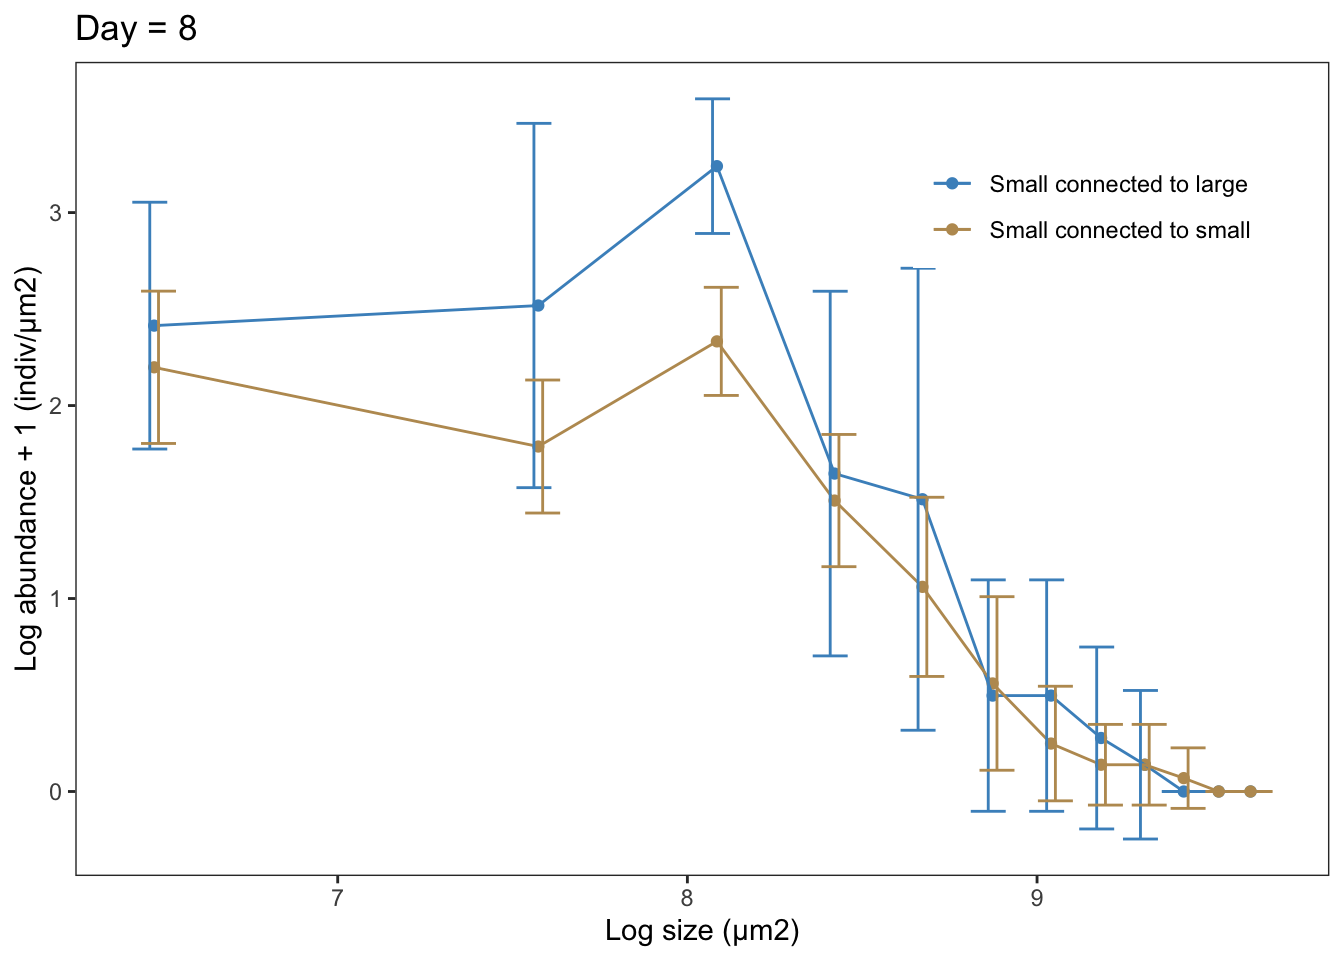 Day = 8
Log abundance + 1 (indiv/µm2)
3
2
1
0
Small connected to large
Small connected to small
7
8
9
Log size (µm2)